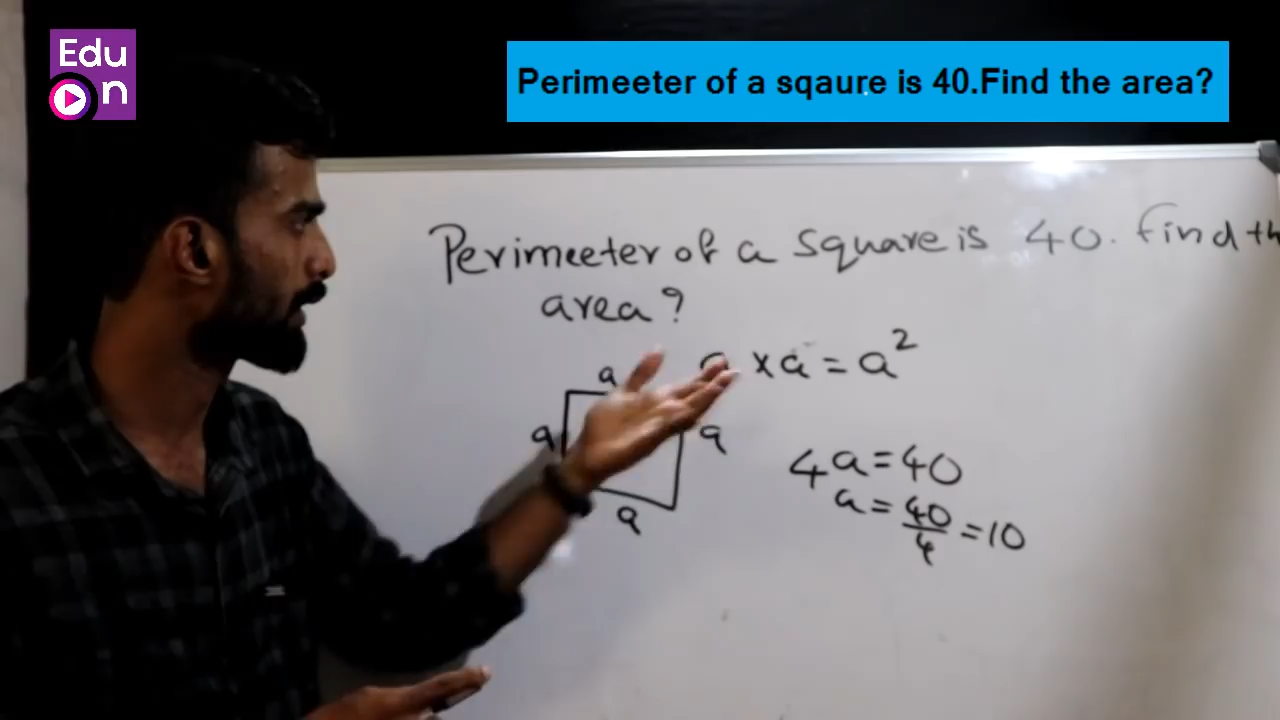 Edu
on
Perimeeter of a sqaure is 40.Find the area?
Perimeeter of a square is 40. Find th
area?
a
a × a = a²
a
a
a
4a = 40
a = 40/4 = 10